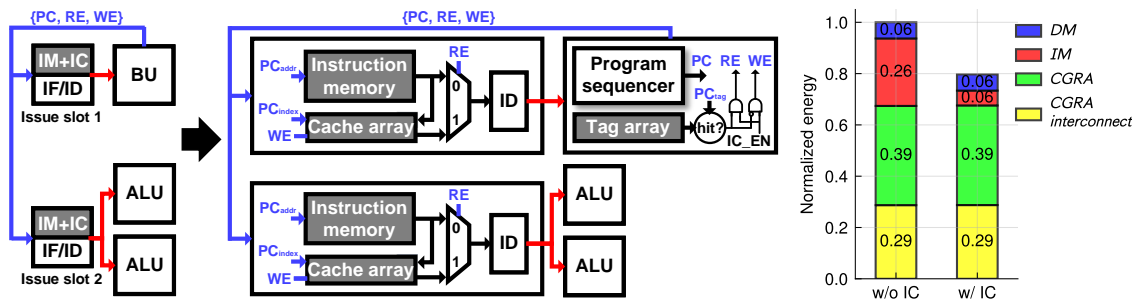 {PC, RE, WE}
IM+IC
IF/ID
BU
Issue slot 1
ALU
IM+IC
IF/ID
ALU
Issue slot 2
{PC, RE, WE}
PCaddr
Instruction
memory
RE
0
1
ID
PCindex
WE
Cache array
Program
sequencer
PC
RE
WE
PCtag
Tag array
hit?
IC_EN
PCaddr
Instruction
memory
RE
0
1
ID
PCindex
WE
Cache array
ALU
ALU
Normalized energy
1.0
0.8
0.6
0.4
0.2
0.0
0.06
0.26
0.39
0.29
0.06
0.06
0.39
0.29
w/o IC
w/ IC
DM
IM
CGRA
CGRA
interconnect